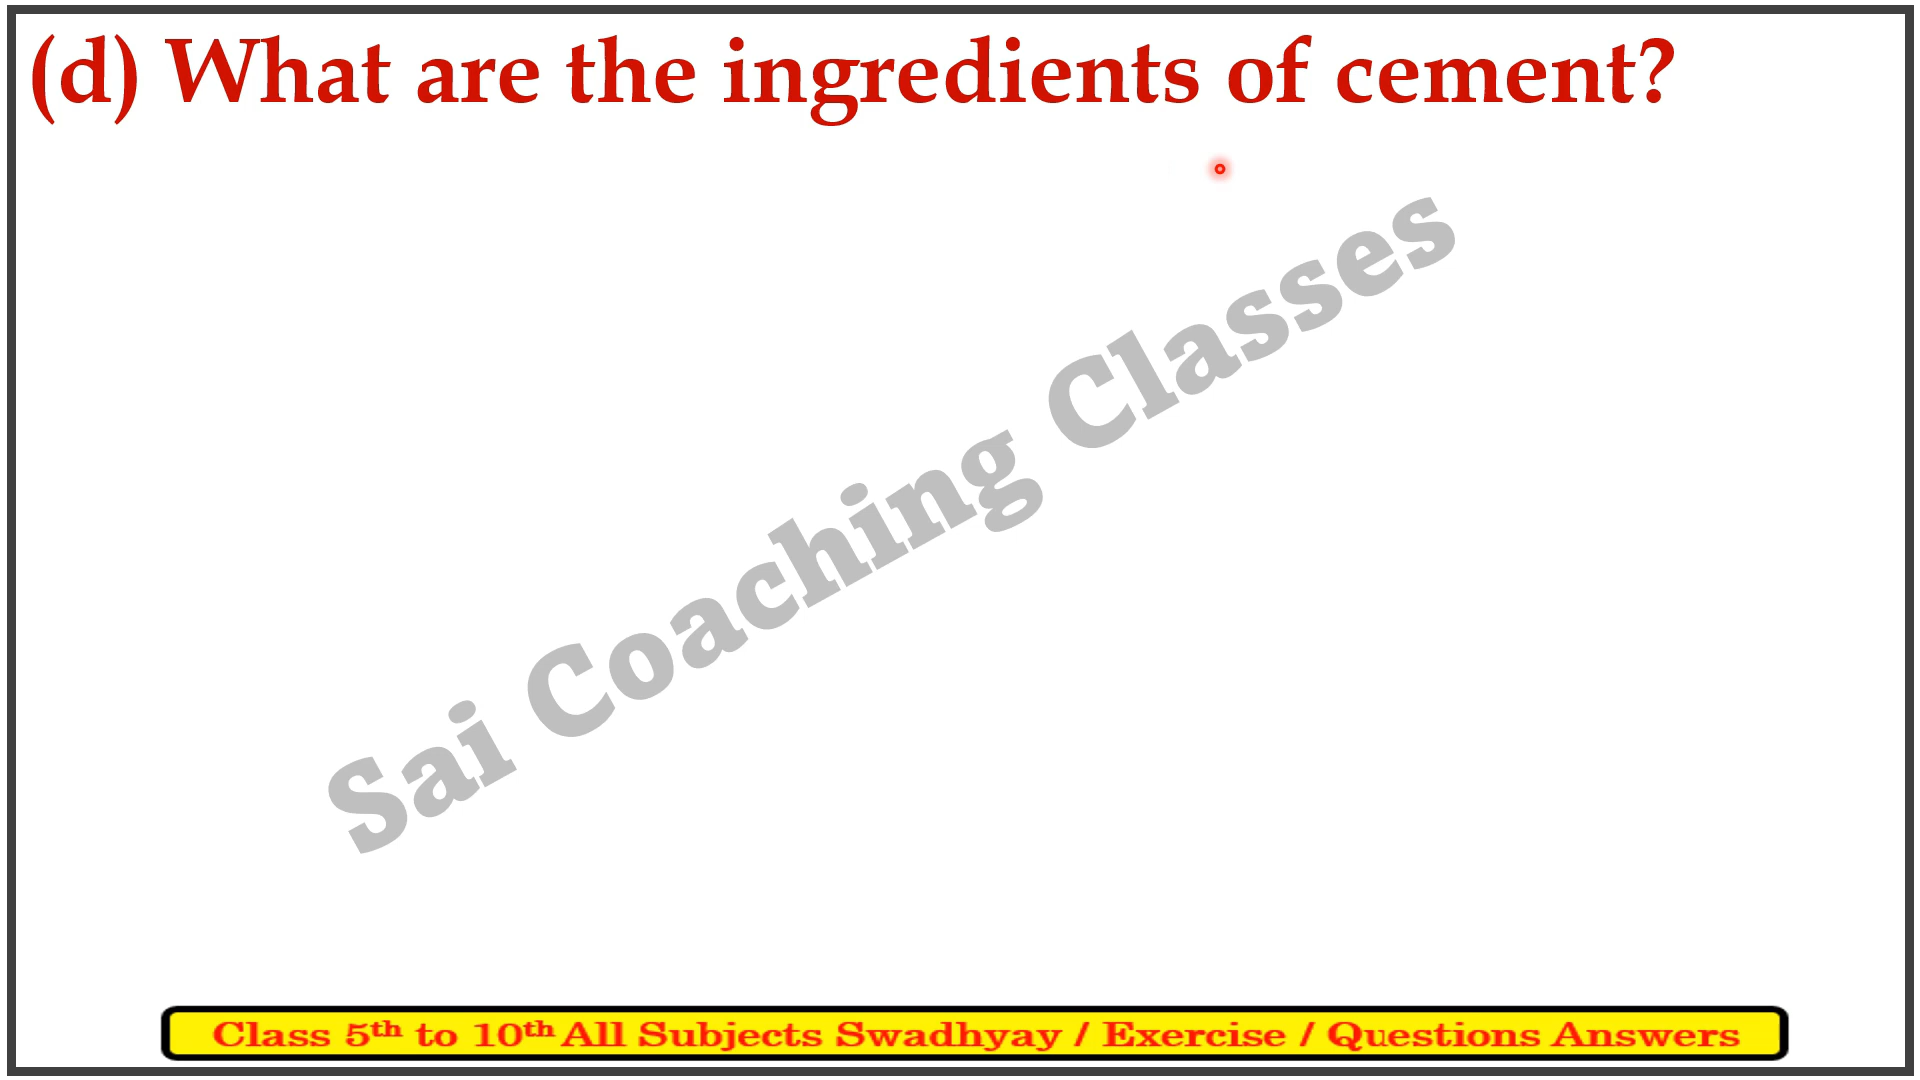 (d) What are the ingredients of cement?
Sai Coaching Classes
Class 5th to 10th All Subjects Swadhyay / Exercise / Questions Answers